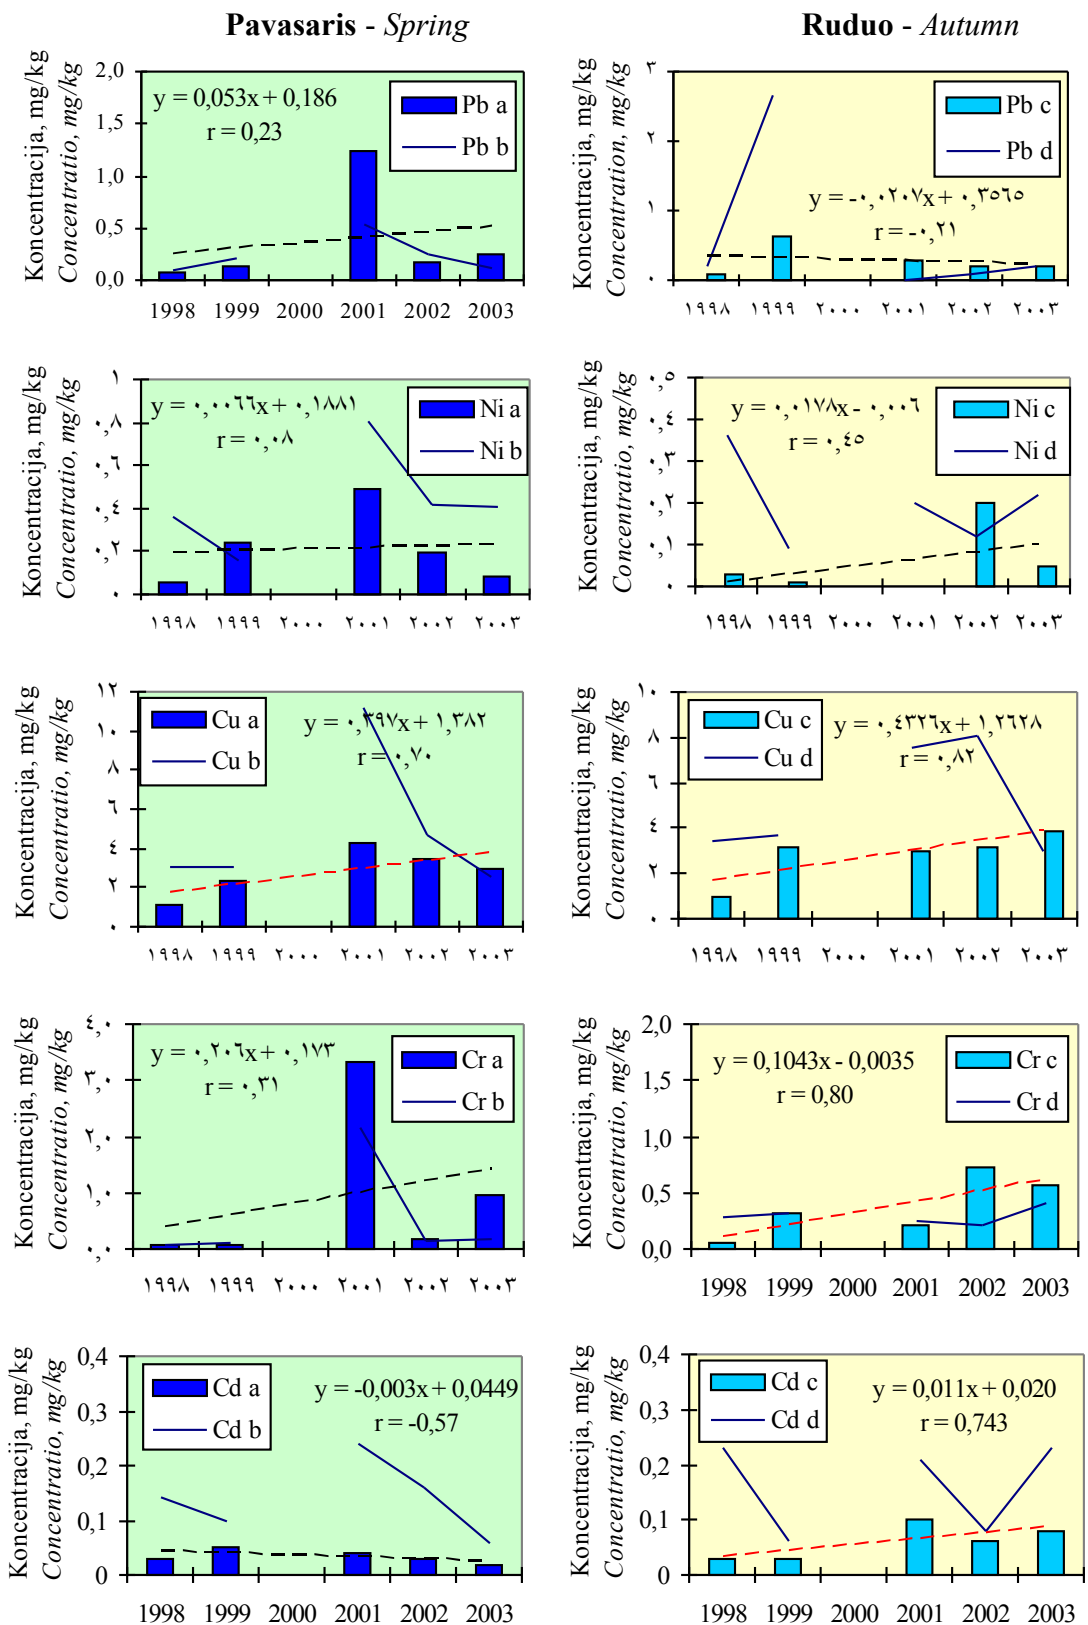 Pavasaris - Spring
Ruduo - Autumn
Koncentracija, mg/kg
Concentratio, mg/kg
2,0
1,5
1,0
0,5
0,0
y = 0,053x + 0,186
r = 0,23
Pb a
Pb b
1998 1999 2000 2001 2002 2003
Koncentracija, mg/kg
Concentration, mg/kg
٣
٢
١
٠
y = -٠,٠٢٠٧x + ٠,٣٥٦٥
r = -٠,٢١
Pb c
Pb d
١٩٩٨ ١٩٩٩ ٢٠٠٠ ٢٠٠١ ٢٠٠٢ ٢٠٠٣
Koncentracija, mg/kg
Concentratio, mg/kg
١
٠,٨
٠,٦
٠,٤
٠,٢
٠
y = ٠,٠٠٦٦x + ٠,١٨٨١
r = ٠,٠٨
Ni a
Ni b
١٩٩٨ ١٩٩٩ ٢٠٠٠ ٢٠٠١ ٢٠٠٢ ٢٠٠٣
Koncentracija, mg/kg
Concentratio, mg/kg
٠,٥
٠,٤
٠,٣
٠,٢
٠,١
٠
y = ٠,٠١٧٨x - ٠,٠٠٦
r = ٠,٤٥
Ni c
Ni d
١٩٩٨ ١٩٩٩ ٢٠٠٠ ٢٠٠١ ٢٠٠٢ ٢٠٠٣
Koncentracija, mg/kg
Concentratio, mg/kg
١٢
١٠
٨
٦
٤
٢
٠
Cu a
Cu b
y = ٠,٣٩٧x + ١,٣٨٢
r = ٠,٧٠
١٩٩٨ ١٩٩٩ ٢٠٠٠ ٢٠٠١ ٢٠٠٢ ٢٠٠٣
Koncentracija, mg/kg
Concentratio, mg/kg
١٠
٨
٦
٤
٢
٠
Cu c
Cu d
y = ٠,٤٣٢٦x + ١,٢٦٢٨
r = ٠,٨٢
١٩٩٨ ١٩٩٩ ٢٠٠٠ ٢٠٠١ ٢٠٠٢ ٢٠٠٣
Koncentracija, mg/kg
Concentratio, mg/kg
٤,٠
٣,٠
٢,٠
١,٠
٠,٠
y = ٠,٢٠٦x + ٠,١٧٣
r = ٠,٣١
Cr a
Cr b
١٩٩٨ ١٩٩٩ ٢٠٠٠ ٢٠٠١ ٢٠٠٢ ٢٠٠٣
Koncentracija, mg/kg
Concentratio, mg/kg
2,0
1,5
1,0
0,5
0,0
y = 0,1043x - 0,0035
r = 0,80
Cr c
Cr d
1998 1999 2000 2001 2002 2003
Koncentracija, mg/kg
Concentratio, mg/kg
0,4
0,3
0,2
0,1
0
Cd a
Cd b
y = -0,003x + 0,0449
r = -0,57
1998 1999 2000 2001 2002 2003
Koncentracija, mg/kg
Concentratio, mg/kg
0,4
0,3
0,2
0,1
0
Cd c
Cd d
y = 0,011x + 0,020
r = 0,743
1998 1999 2000 2001 2002 2003